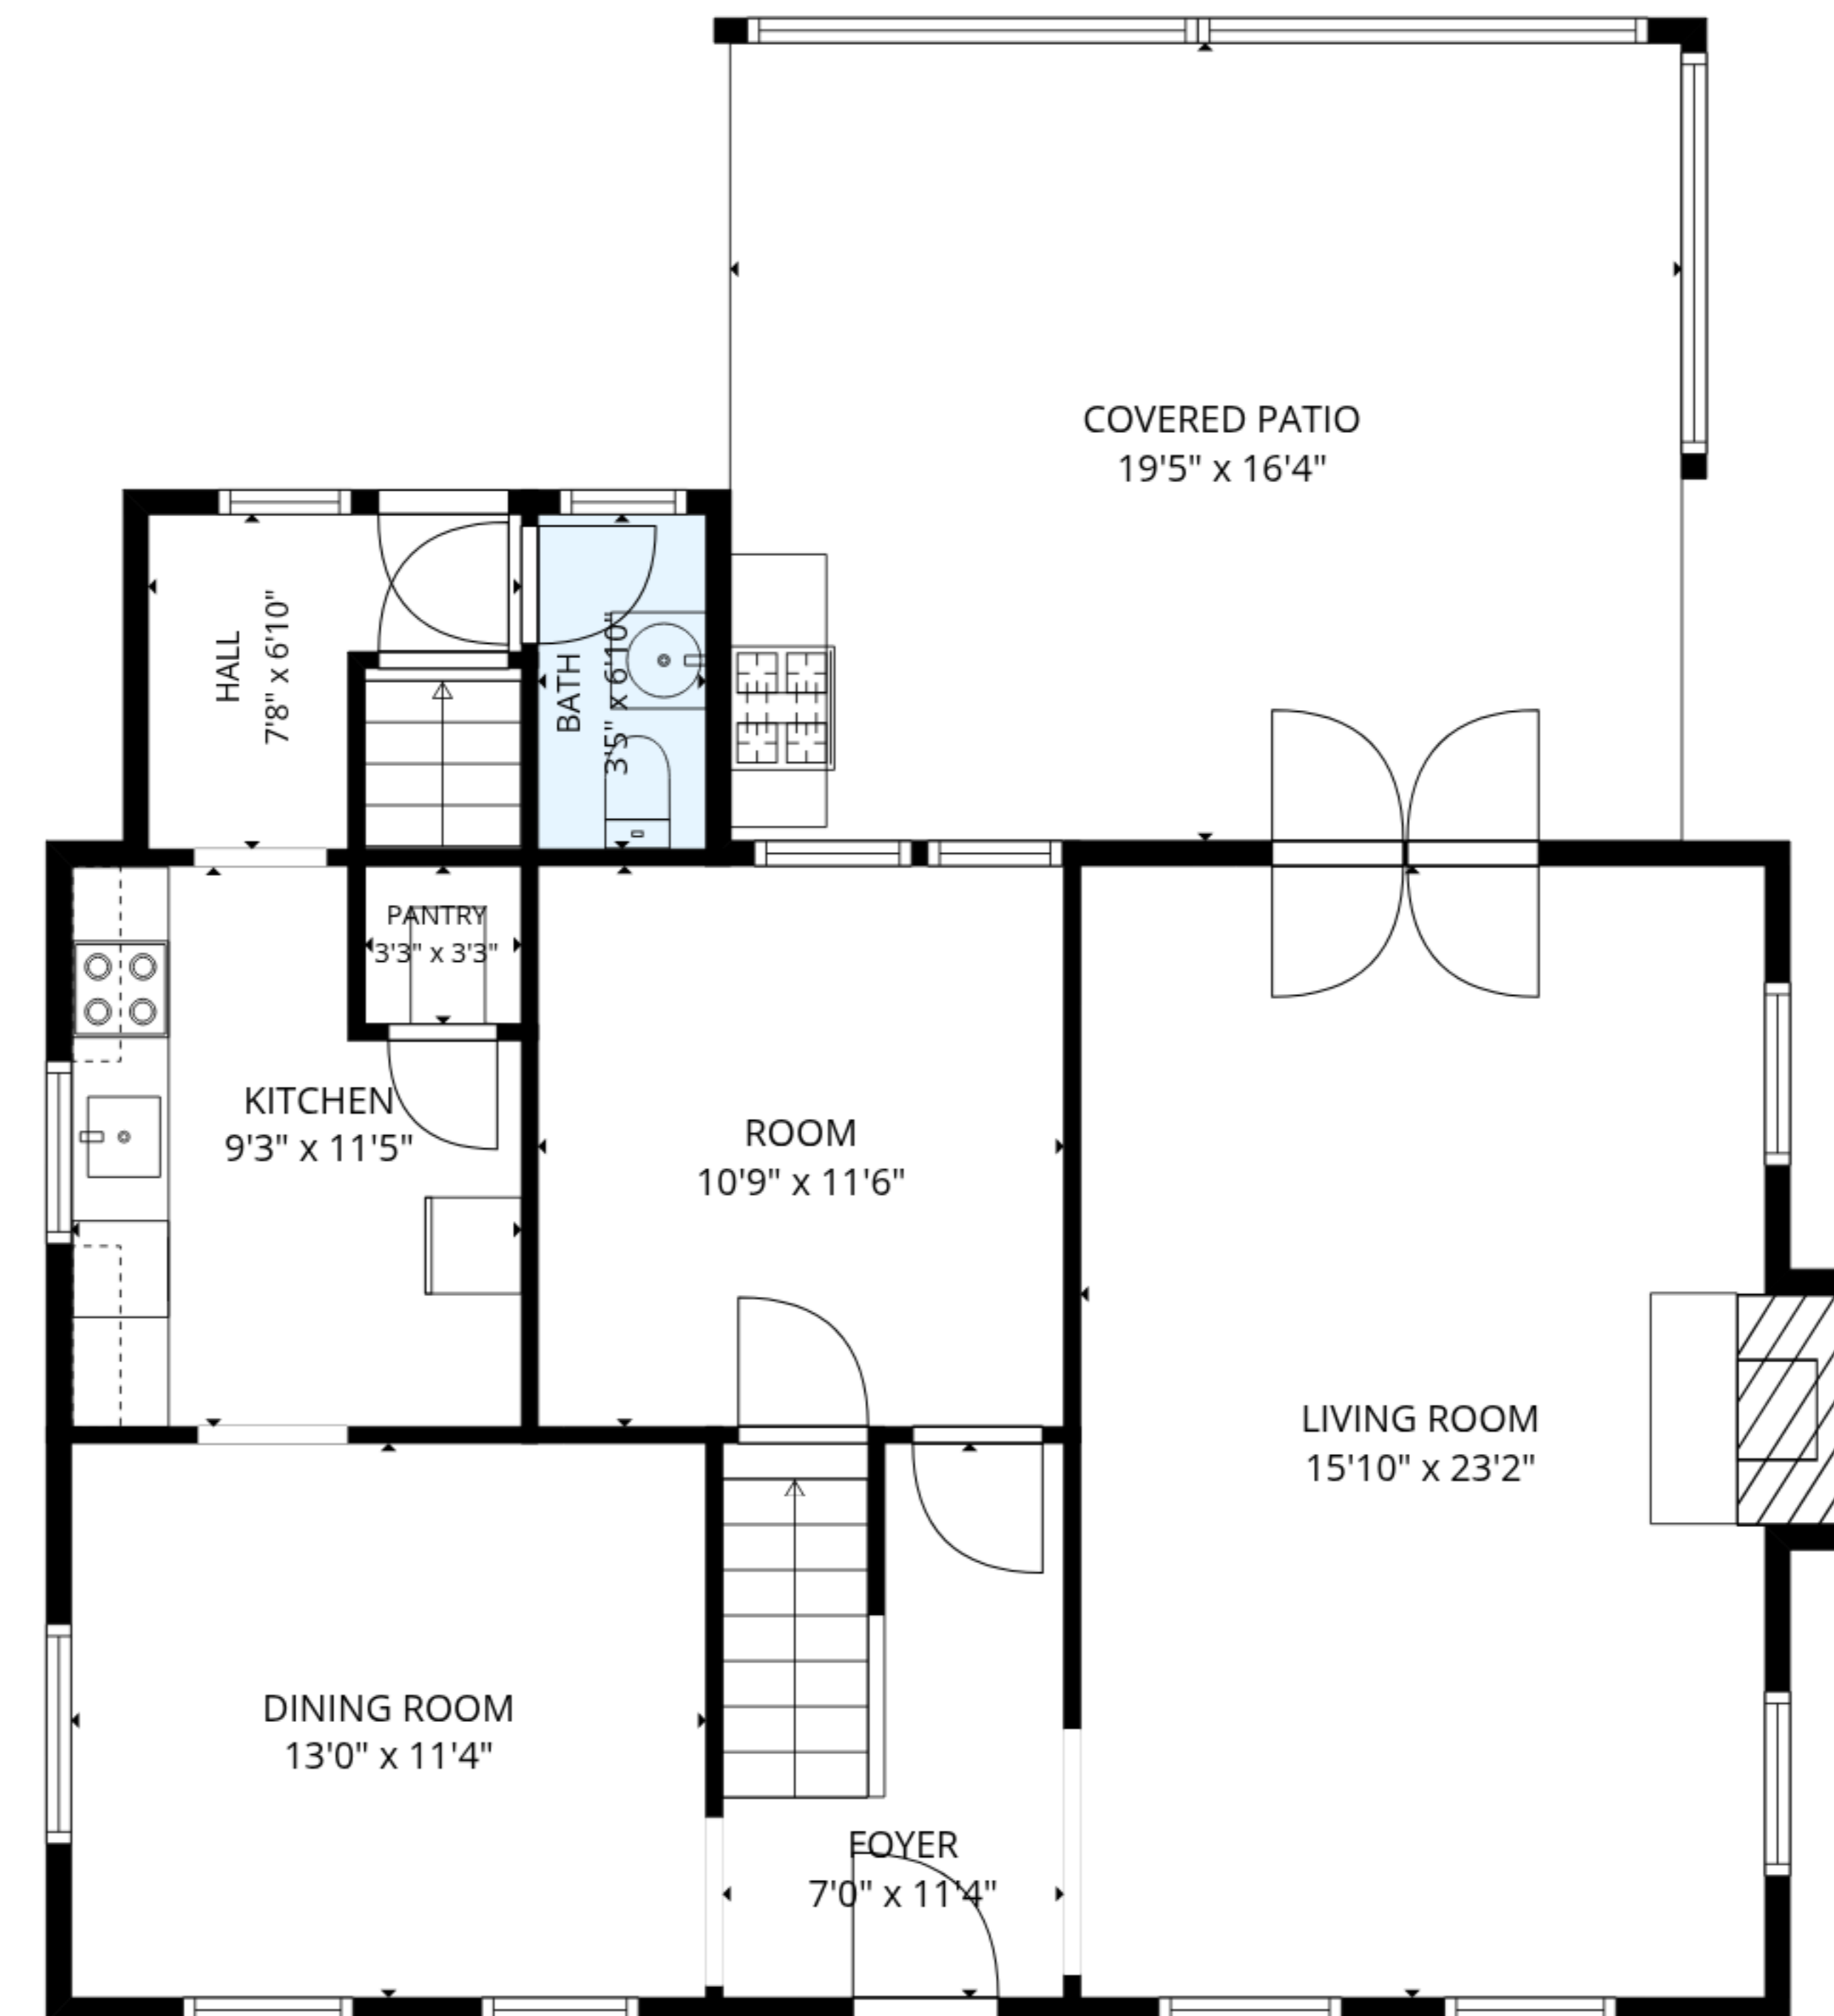 COVERED PATIO
19'5" x 16'4"
HALL
7'8" x 6'10"
BATH
3'5" x 6'10"
PANTRY
3'3" x 3'3"
KITCHEN
9'3" x 11'5"
ROOM
10'9" x 11'6"
LIVING ROOM
15'10" x 23'2"
DINING ROOM
13'0" x 11'4"
FOYER
7'0" x 11'4"